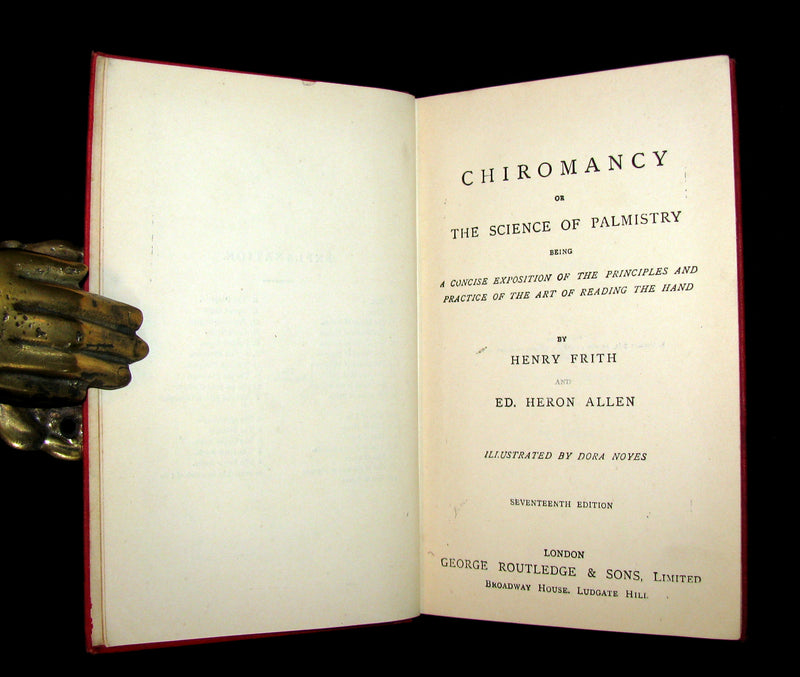 EXPLANATION
CHIROMANCY
OR
THE SCIENCE OF PALMISTRY
BEING
A CONCISE EXPOSITION OF THE PRINCIPLES AND
PRACTICE OF THE ART OF READING THE HAND
BY
HENRY FRITH
AND
ED. HERON ALLEN
ILLUSTRATED BY DORA NOYES
SEVENTEENTH EDITION
LONDON
GEORGE ROUTLEDGE & SONS, LIMITED
BROADWAY HOUSE. LUDGATE HILL